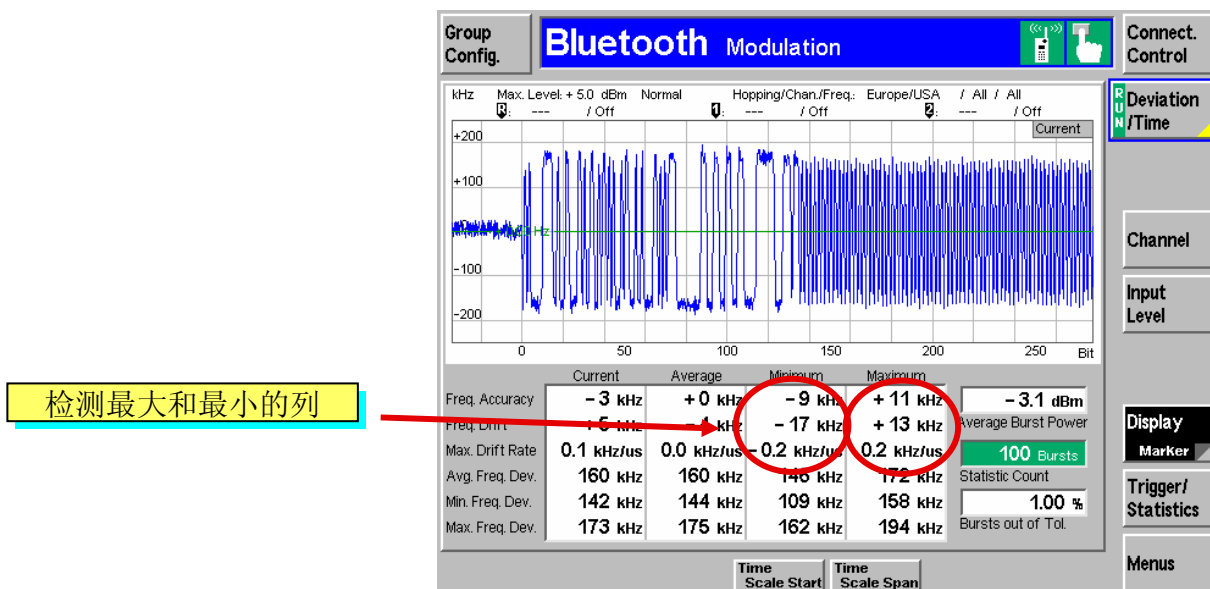 Group Config.
Bluetooth Modulation
Connect. Control
kHz Max. Level: + 5.0 dBm Normal Hopping/Chan./Freq.: Europe/USA / All / All
R: --- / Off 1: --- / Off 2: --- / Off
RUN Deviation /Time
Current
+200
+100
-100
-200
0 50 100 150 200 250 Bit
Channel
Input Level
检测最大和最小的列
Current Average Minimum Maximum
Freq. Accuracy - 3 kHz +0 kHz - 9 kHz + 11 kHz - 3.1 dBm
Freq. Drift + 5 kHz kHz - 17 kHz + 13 kHz Average Burst Power
Max. Drift Rate 0.1 kHz/us 0.0 kHz/us - 0.2 kHz/us 0.2 kHz/us 100 Bursts
Avg. Freq. Dev. 160 kHz 160 kHz 146 kHz 172 kHz Statistic Count
Min. Freq. Dev. 142 kHz 144 kHz 109 kHz 158 kHz 1.00 %
Max. Freq. Dev. 173 kHz 175 kHz 162 kHz 194 kHz Bursts out of Tol.
Display
Marker
Trigger/ Statistics
Menus
Time Scale Start
Time Scale Span